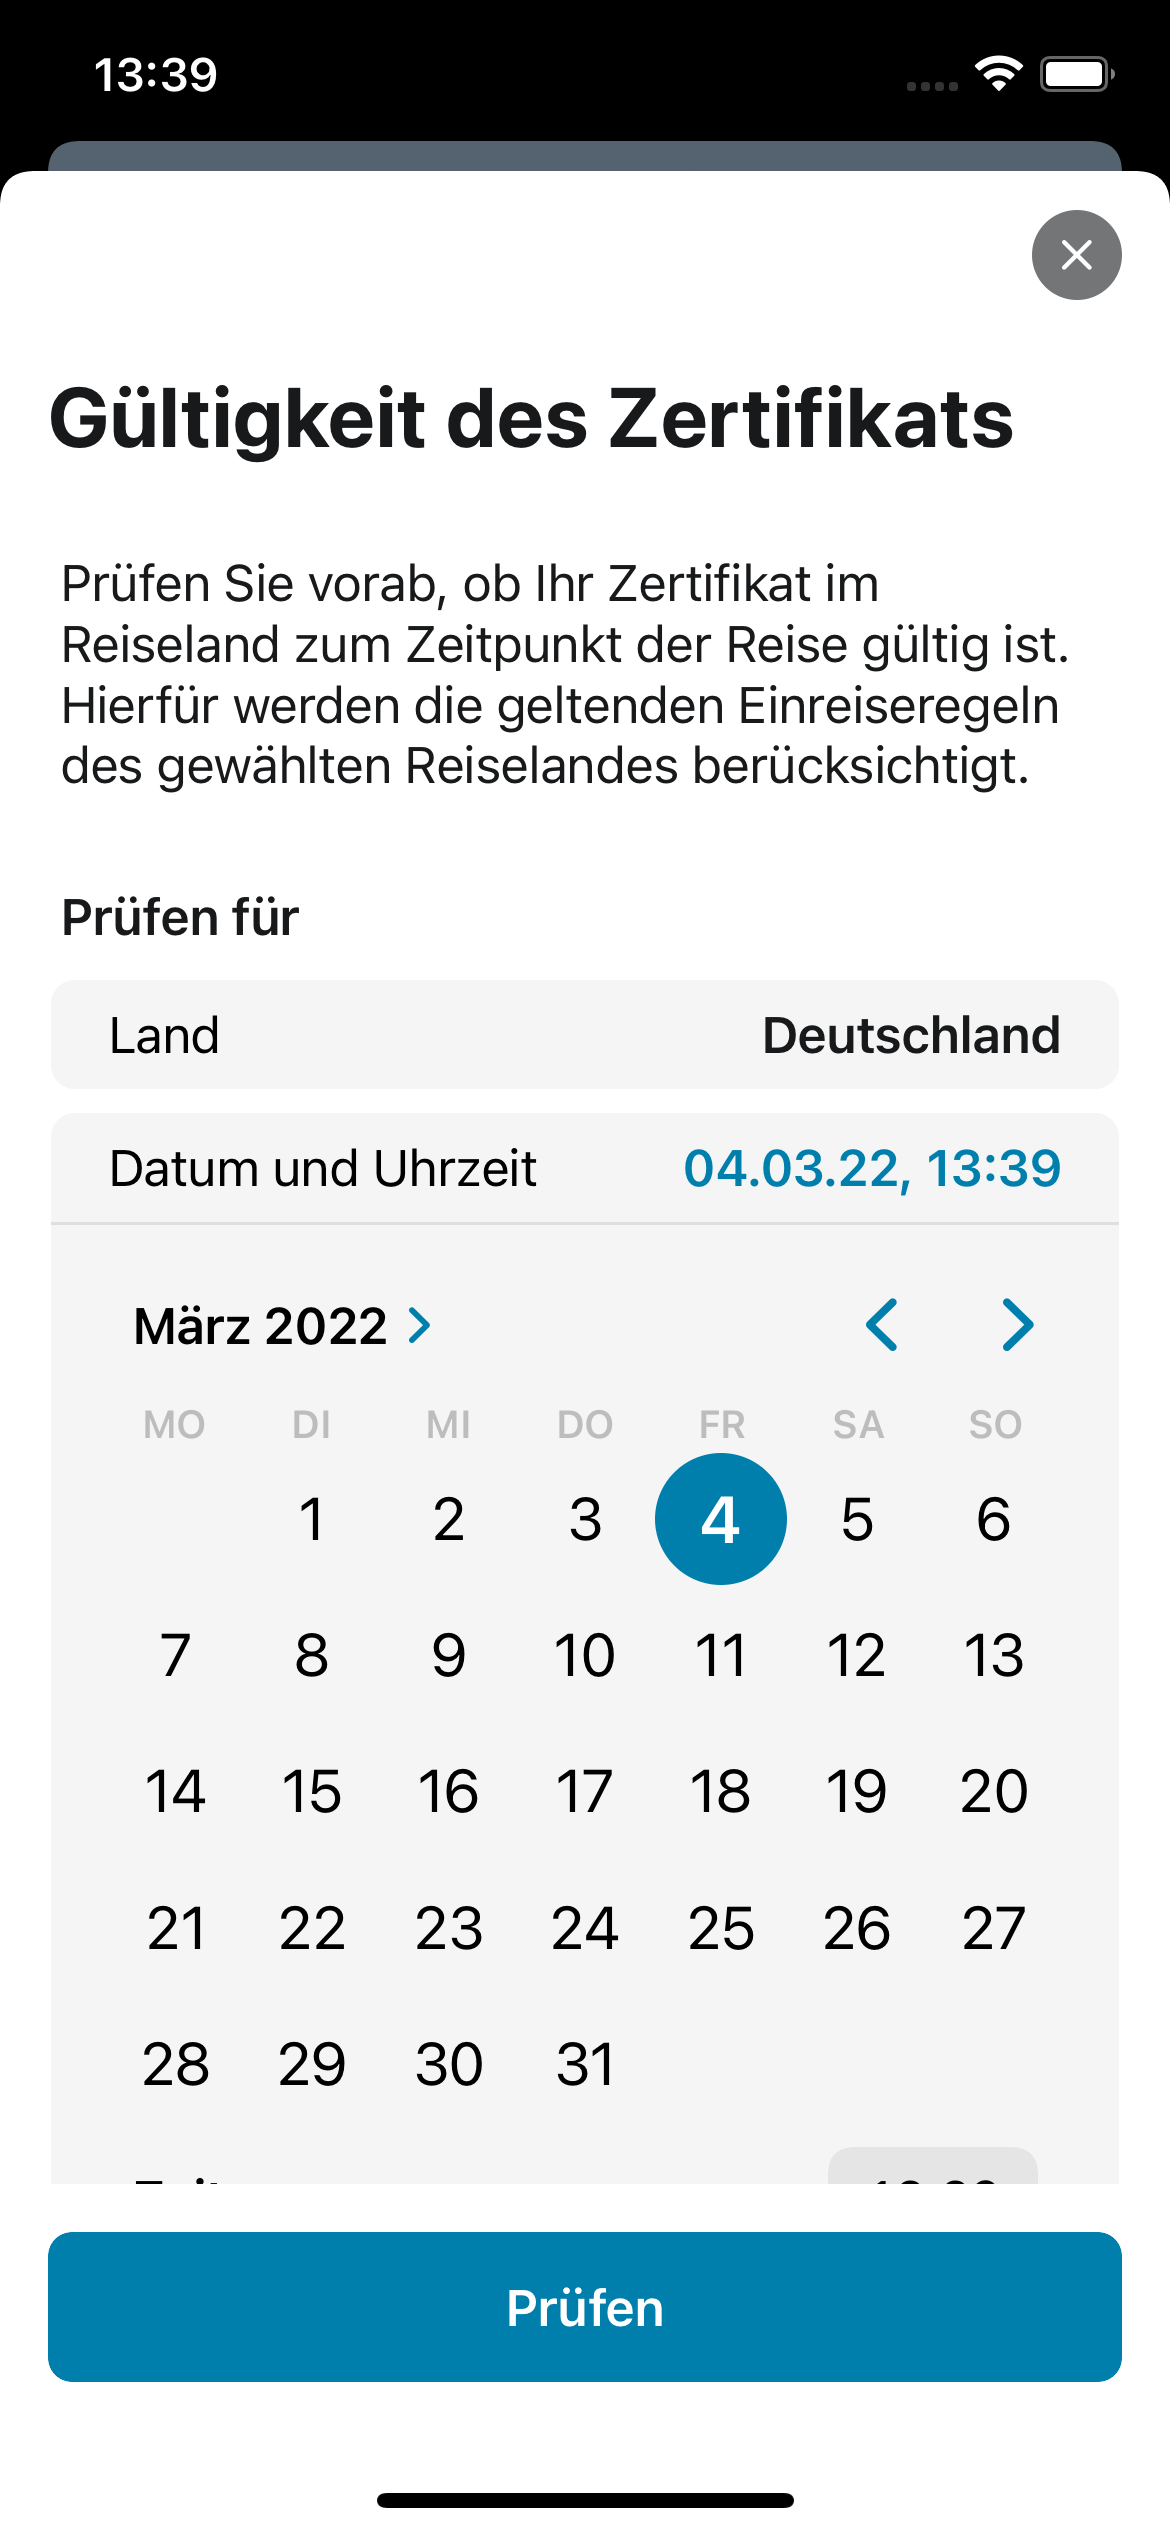 13:39
Gültigkeit des Zertifikats
Prüfen Sie vorab, ob Ihr Zertifikat im
Reiseland zum Zeitpunkt der Reise gültig ist.
Hierfür werden die geltenden Einreiseregeln
des gewählten Reiselandes berücksichtigt.
Prüfen für
Land Deutschland
Datum und Uhrzeit 04.03.22, 13:39
März 2022
MO DI MI DO FR SA SO
1 2 3 4 5 6
7 8 9 10 11 12 13
14 15 16 17 18 19 20
21 22 23 24 25 26 27
28 29 30 31
Prüfen